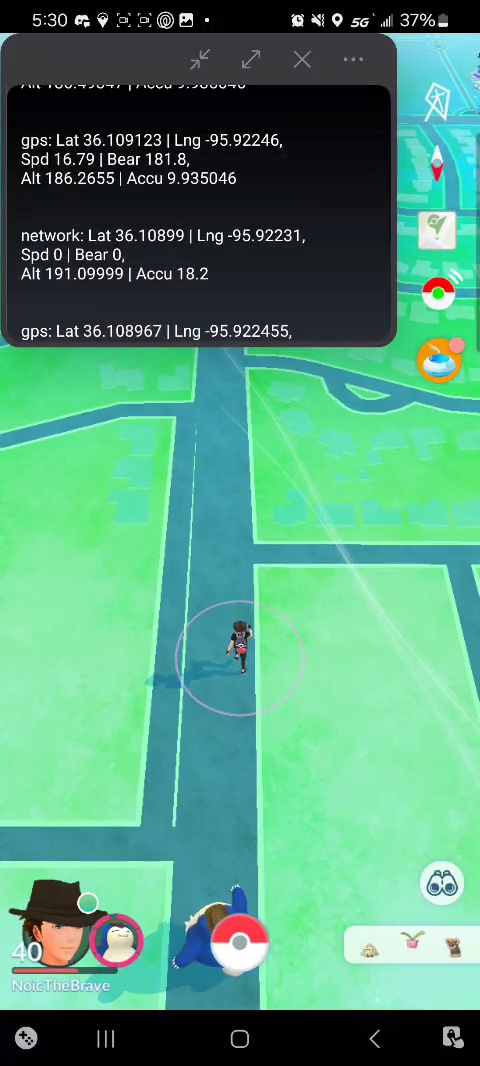 5:30
5G
37%
gps: Lat 36.109123 | Lng -95.92246,
Spd 16.79 | Bear 181.8,
Alt 186.2655 | Accu 9.935046
network: Lat 36.10899 | Lng -95.92231,
Spd 0 | Bear 0,
Alt 191.09999 | Accu 18.2
gps: Lat 36.108967 | Lng -95.922455,
40
NoicTheBrave